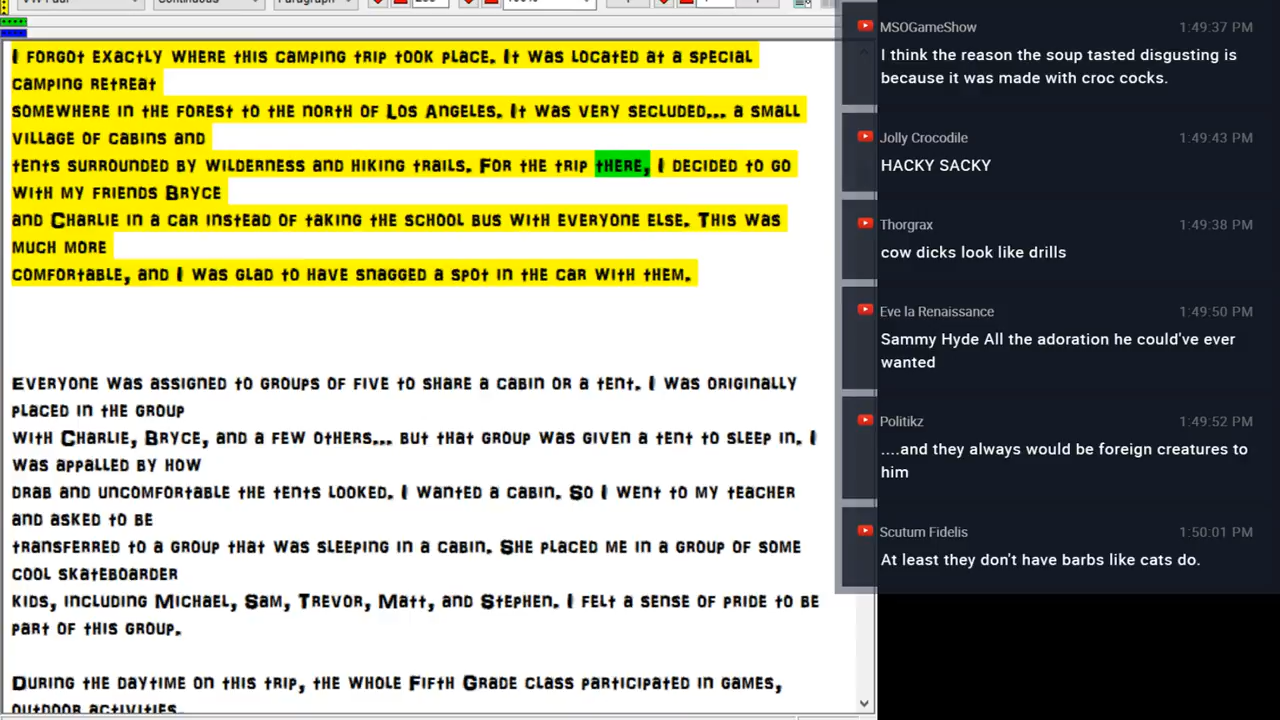 I forgot exactly where this camping trip took place. It was located at a special
camping retreat
somewhere in the forest to the north of Los Angeles. It was very secluded... a small
village of cabins and
tents surrounded by wilderness and hiking trails. For the trip there, I decided to go
with my friends Bryce
and Charlie in a car instead of taking the school bus with everyone else. This was
much more
comfortable, and I was glad to have snagged a spot in the car with them.
Everyone was assigned to groups of five to share a cabin or a tent. I was originally
placed in the group
with Charlie, Bryce, and a few others... but that group was given a tent to sleep in. I
was appalled by how
drab and uncomfortable the tents looked. I wanted a cabin. So I went to my teacher
and asked to be
transferred to a group that was sleeping in a cabin. She placed me in a group of some
cool skateboarder
kids, including Michael, Sam, Trevor, Matt, and Stephen. I felt a sense of pride to be
part of this group.
During the daytime on this trip, the whole Fifth Grade class participated in games,
outdoor activities,
MSOGameShow 1:49:37 PM
I think the reason the soup tasted disgusting is
because it was made with croc cocks.
Jolly Crocodile 1:49:43 PM
HACKY SACKY
Thorgrax 1:49:38 PM
cow dicks look like drills
Eve la Renaissance 1:49:50 PM
Sammy Hyde All the adoration he could've ever
wanted
Politikz 1:49:52 PM
....and they always would be foreign creatures to
him
Scutum Fidelis 1:50:01 PM
At least they don't have barbs like cats do.